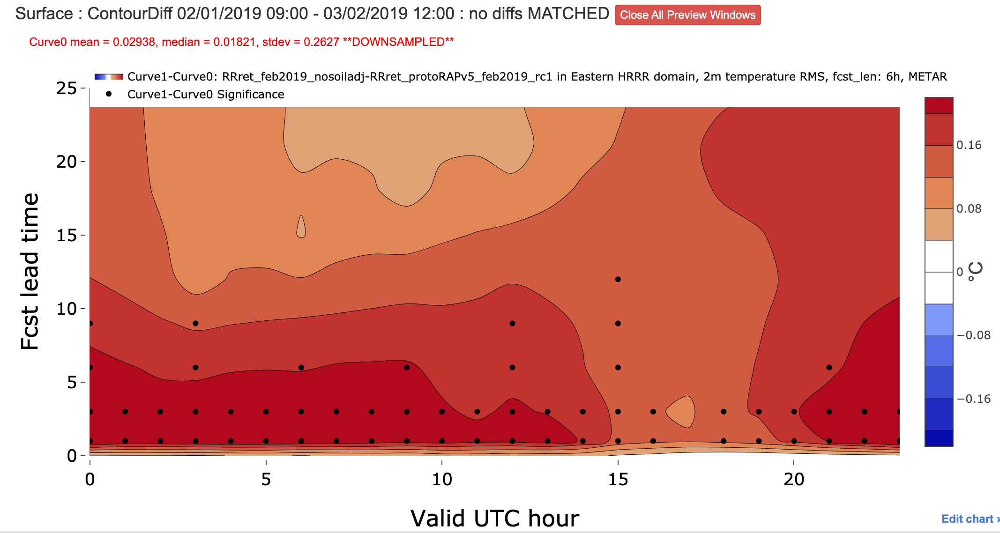 Surface : ContourDiff 02/01/2019 09:00 - 03/02/2019 12:00 : no diffs MATCHED Close All Preview Windows
Curve0 mean = 0.02938, median = 0.01821, stdev = 0.2627 **DOWNSAMPLED**
Curve1-Curve0: RRret_feb2019_nosoiladj-RRret_protoRAPv5_feb2019_rc1 in Eastern HRRR domain, 2m temperature RMS, fcst_len: 6h, METAR
Curve1-Curve0 Significance
25
20
15
10
5
0
Fcst lead time
0 5 10 15 20
Valid UTC hour
0.16
0.08
0
−0.08
−0.16
°C
Edit chart »